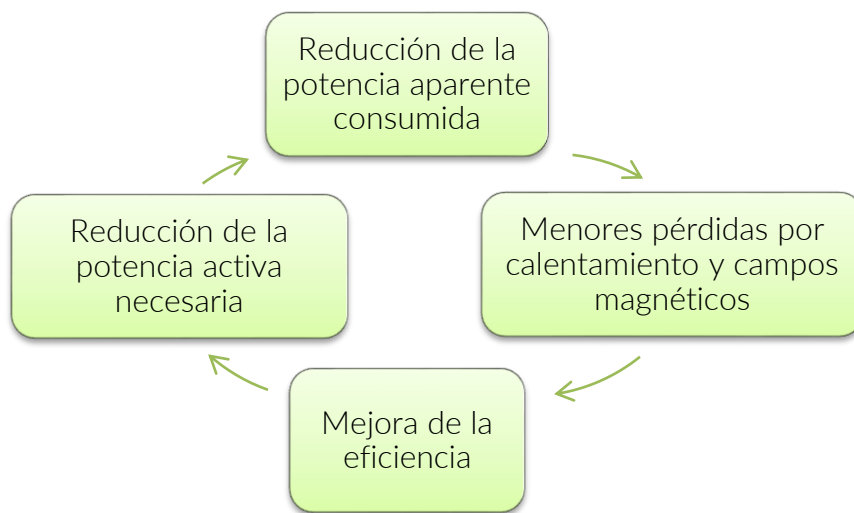 Reducción de la
potencia aparente
consumida
Menores pérdidas por
calentamiento y campos
magnéticos
Mejora de la
eficiencia
Reducción de la
potencia activa
necesaria